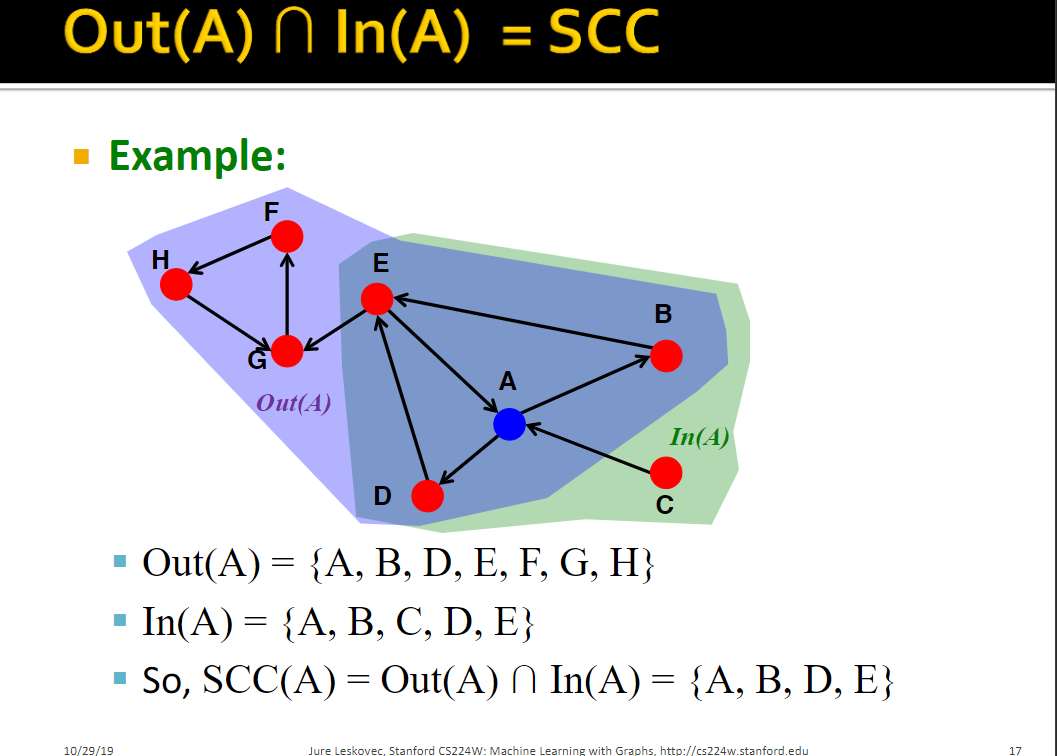 Out(A) ∩ In(A) = SCC
Example:
F
H
E
B
G
A
Out(A)
In(A)
D
C
Out(A) = {A, B, D, E, F, G, H}
In(A) = {A, B, C, D, E}
So, SCC(A) = Out(A) ∩ In(A) = {A, B, D, E}
10/29/19
Jure Leskovec, Stanford CS224W: Machine Learning with Graphs, http://cs224w.stanford.edu
17